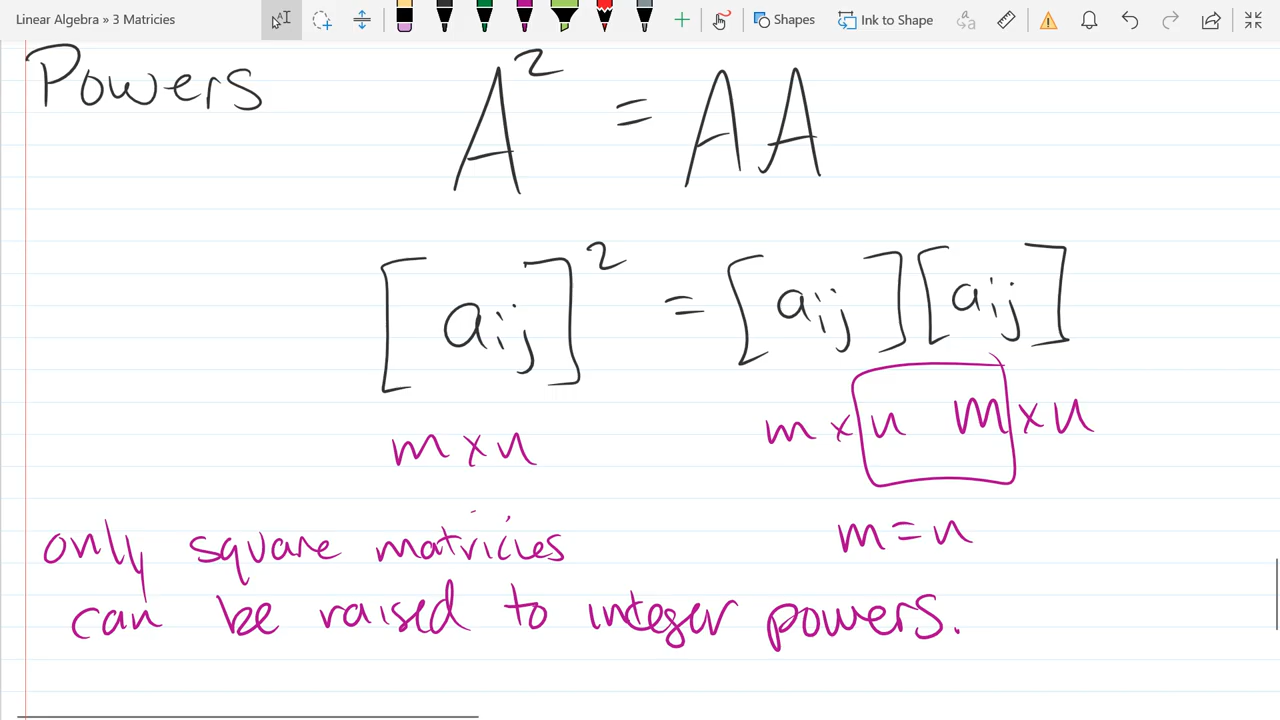 Linear Algebra » 3 Matricies
Shapes
Ink to Shape
Powers
A² = AA
[aij]² = [aij][aij]
m×n
m×n m×n
m=n
only square matricies
can be raised to integer powers.